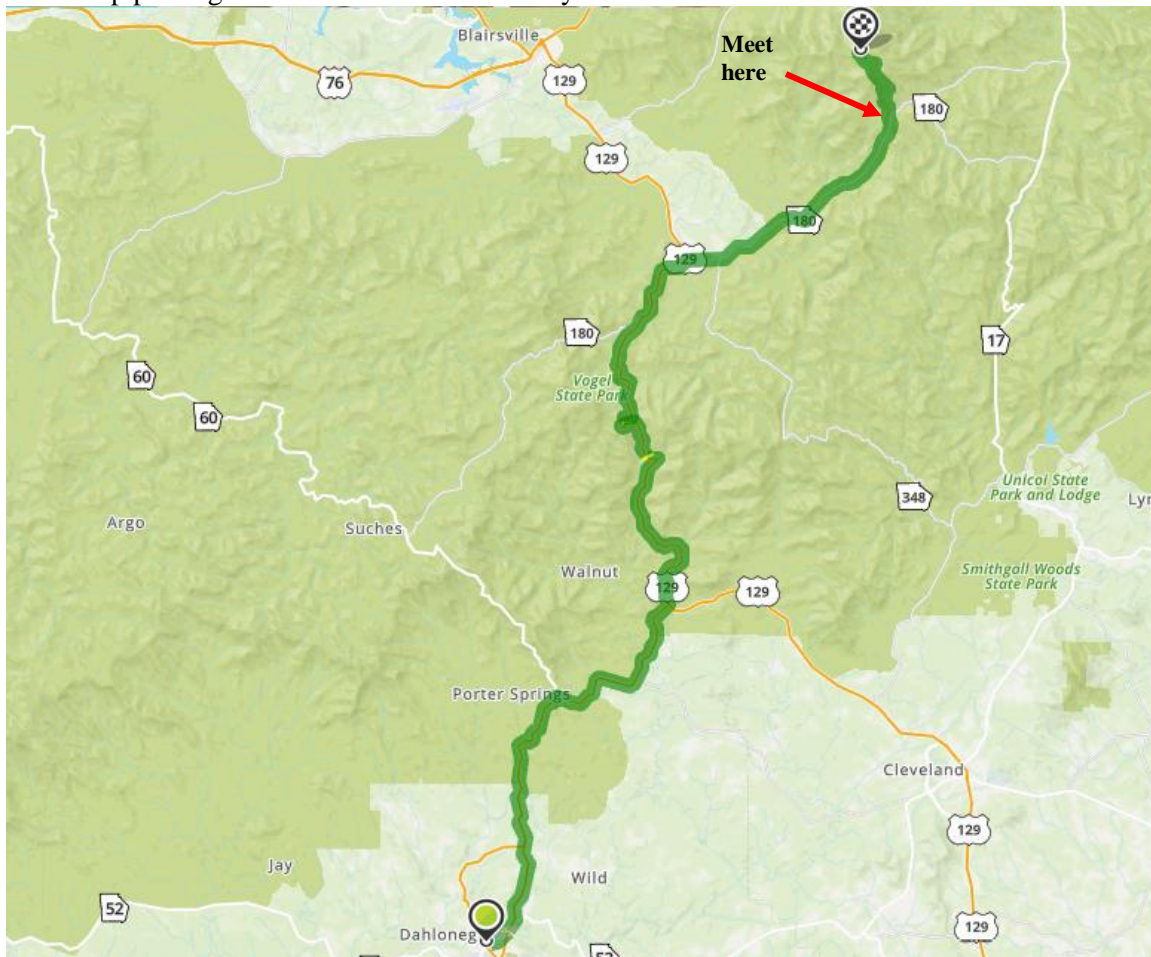 Blairsville
Meet
here
76
129
180
129
180
129
180
17
Vogel
State Park
60
60
Unicoi State
Park and Lodge
348
Argo
Suches
Walnut
Smithgall Woods
State Park
129
129
Porter Springs
Cleveland
129
Jay
Wild
52
Dahloneg
129